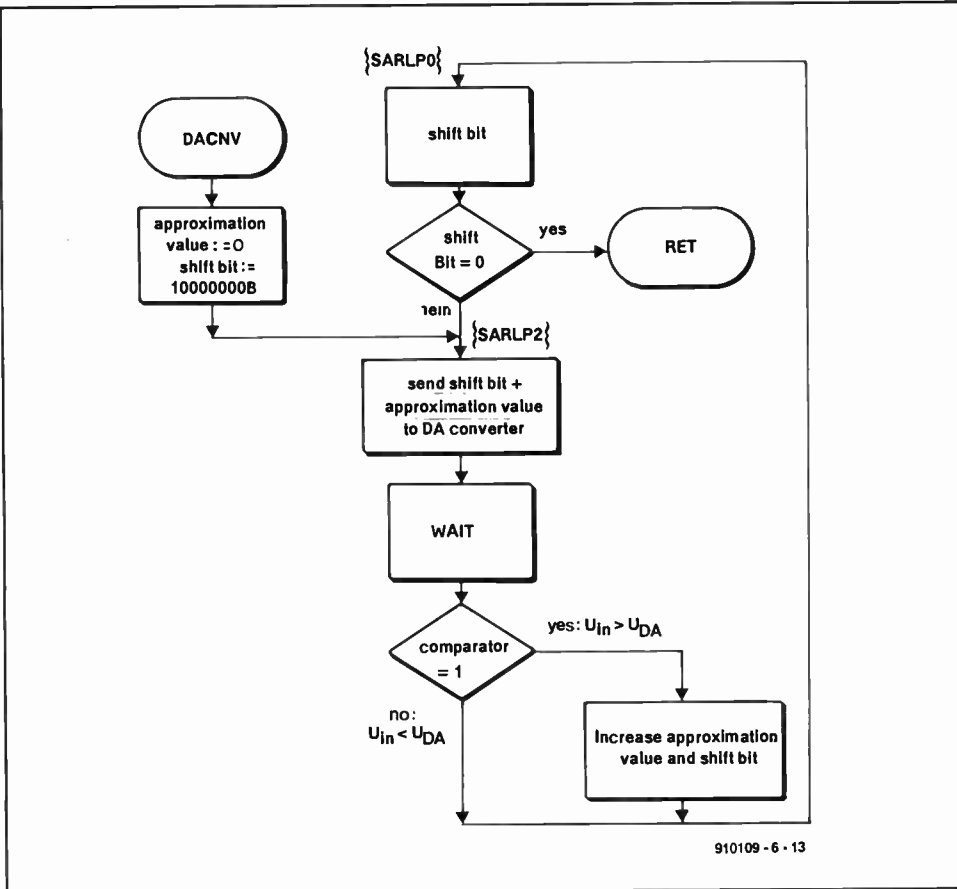 {SARLP0}
DACNV
shift bit
approximation
value : =O
shift bit :=
10000000B
shift
Bit = 0
yes
RET
nein
{SARLP2}
send shift bit +
approximation value
to DA converter
WAIT
comparator
= 1
yes: Uin > UDA
no:
Uin < UDA
Increase approximation
value and shift bit
910109 - 6 - 13